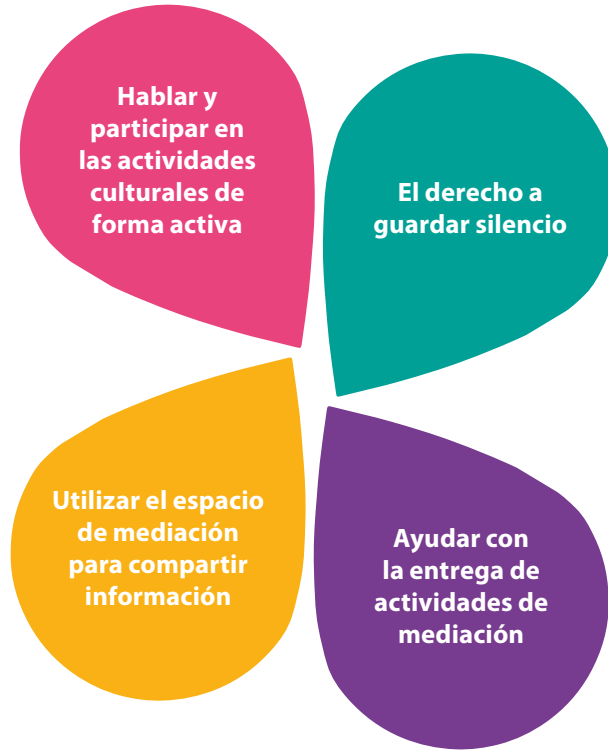 Hablar y
participar en
las actividades
culturales de
forma activa
El derecho a
guardar silencio
Utilizar el espacio
de mediación
para compartir
información
Ayudar con
la entrega de
actividades de
mediación